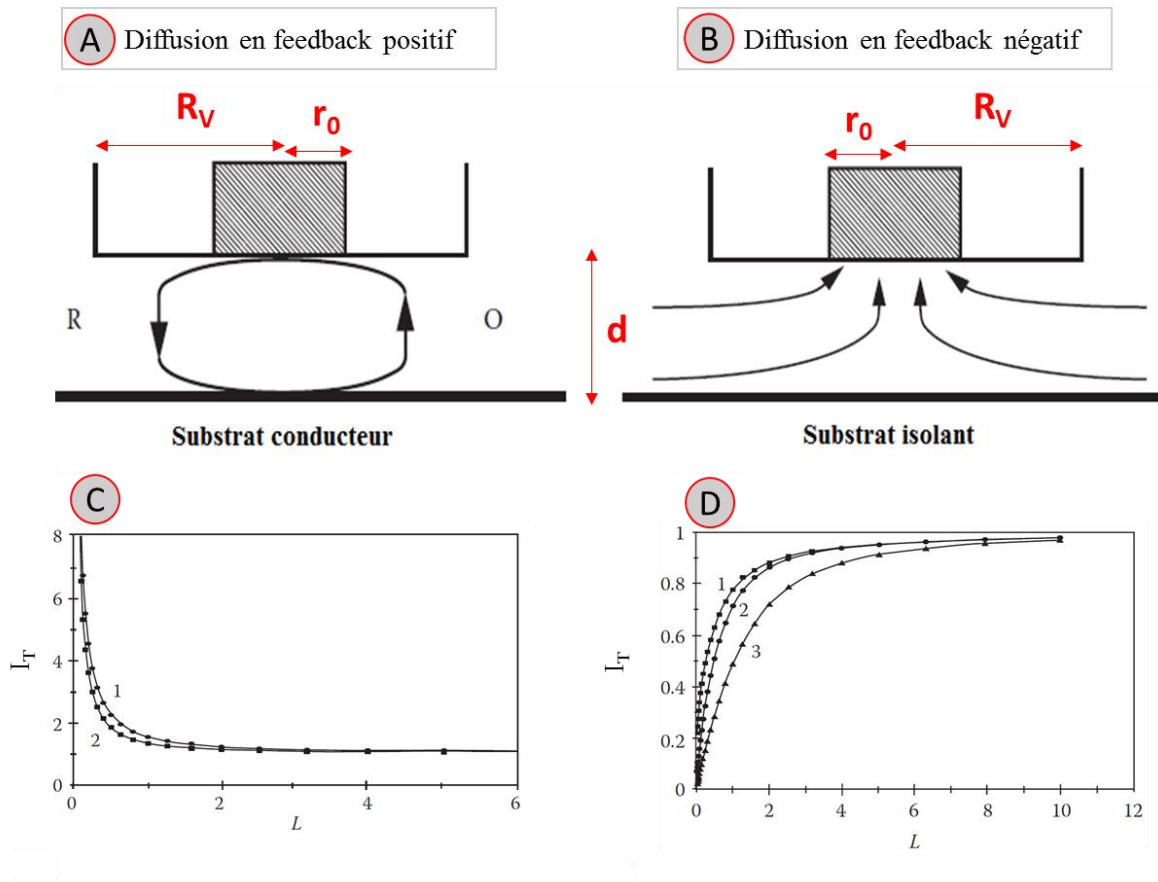 A Diffusion en feedback positif
B Diffusion en feedback négatif
R_V
r_0
r_0
R_V
R
O
d
Substrat conducteur
Substrat isolant
C
D
8
6
4
2
0
I_T
1
2
0
2
4
6
L
1
0.8
0.6
0.4
0.2
0
I_T
1
2
3
0
2
4
6
8
10
12
L